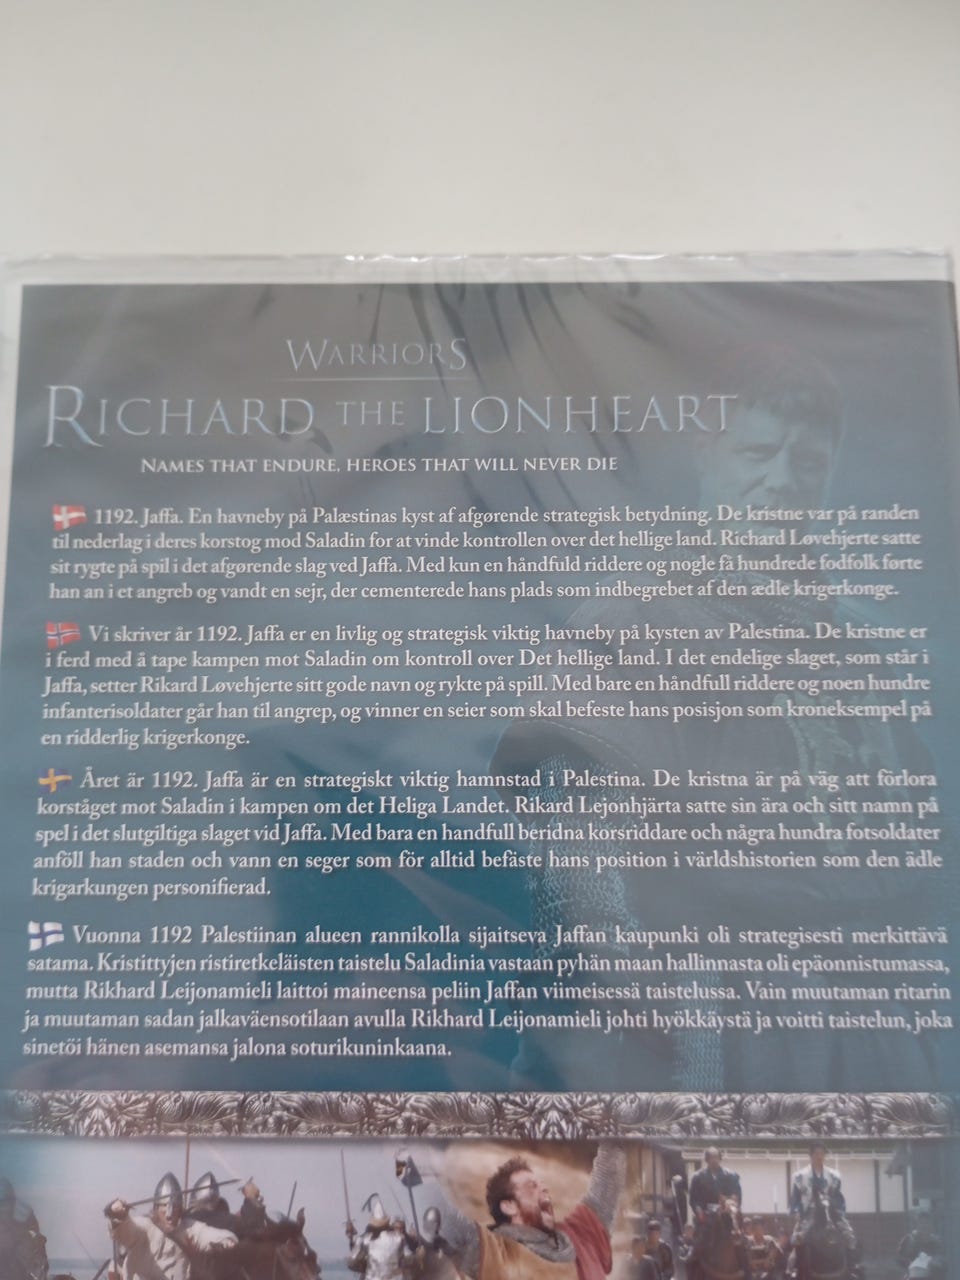 WARRIORS
RICHARD THE LIONHEART
NAMES THAT ENDURE, HEROES THAT WILL NEVER DIE
1192. Jaffa. En havneby på Palæstinas kyst af afgørende strategisk betydning. De kristne var på randen
til nederlag i deres korstog mod Saladin for at vinde kontrollen over det hellige land. Richard Løvehjerte satte
sit rygte på spil i det afgørende slag ved Jaffa. Med kun en håndfuld riddere og nogle få hundrede fodfolk førte
han an i et angreb og vandt en sejr, der cementerede hans plads som indbegrebet af den ædle krigerkonge.
Vi skriver år 1192. Jaffa er en livlig og strategisk viktig havneby på kysten av Palestina. De kristne er
i ferd med å tape kampen mot Saladin om kontroll over Det hellige land. I det endelige slaget, som står i
Jaffa, setter Rikard Løvehjerte sitt gode navn og rykte på spill. Med bare en håndfull riddere og noen hundre
infanterisoldater går han til angrep, og vinner en seier som skal befeste hans posisjon som kroneksempel på
en ridderlig krigerkonge.
Året är 1192. Jaffa är en strategiskt viktig hamnstad i Palestina. De kristna är på väg att förlora
korståget mot Saladin i kampen om det Heliga Landet. Rikard Lejonhjärta satte sin ära och sitt namn på
spel i det slutgiltiga slaget vid Jaffa. Med bara en handfull beridna korsriddare och några hundra fotsoldater
anföll han staden och vann en seger som för alltid befäste hans position i världshistorien som den ädle
krigarkungen personifierad.
Vuonna 1192 Palestiinan alueen rannikolla sijaitseva Jaffan kaupunki oli strategisesti merkittävä
satama. Kristittyjen ristiretkeläisten taistelu Saladinia vastaan pyhän maan hallinnasta oli epäonnistumassa,
mutta Rikhard Leijonamieli laittoi maineensa peliin Jaffan viimeisessä taistelussa. Vain muutaman ritarin
ja muutaman sadan jalkaväensotilaan avulla Rikhard Leijonamieli johti hyökkäystä ja voitti taistelun, joka
sinetöi hänen asemansa jalona soturikuninkaana.